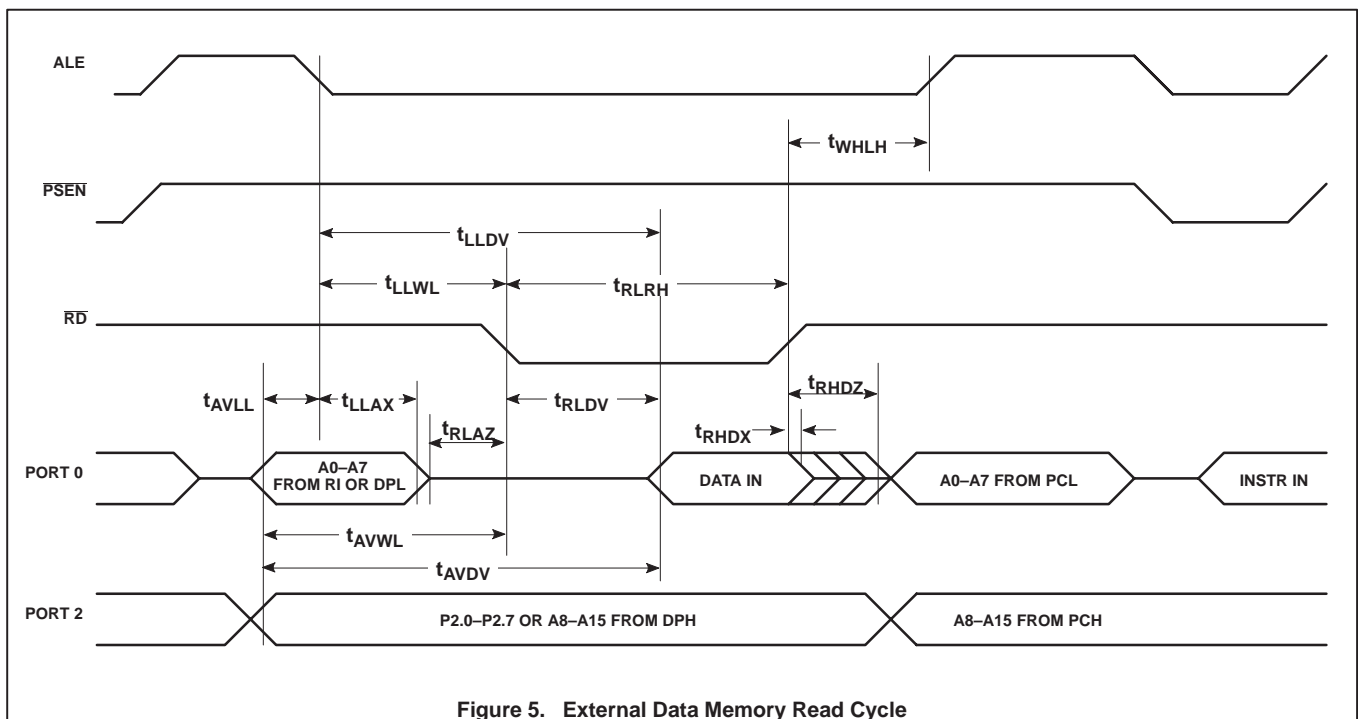 ALE
tWHLH
PSEN
tLLDV
tLLWL
tRLRH
RD
tAVLL
tLLAX
tRLAZ
tRLDV
tRHDZ
tRHDX
PORT 0
A0–A7
FROM RI OR DPL
DATA IN
A0–A7 FROM PCL
INSTR IN
tAVWL
tAVDV
PORT 2
P2.0–P2.7 OR A8–A15 FROM DPH
A8–A15 FROM PCH
Figure 5. External Data Memory Read Cycle